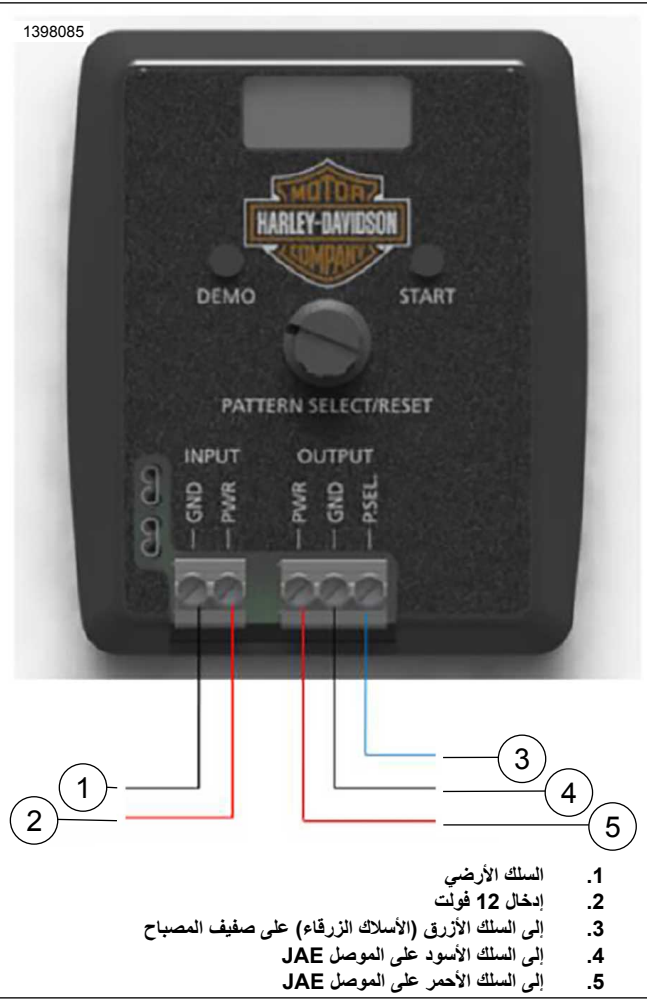 1398085
MOTOR
HARLEY-DAVIDSON
COMPANY
DEMO
START
PATTERN SELECT/RESET
INPUT
OUTPUT
GND
PWR
PWR
GND
P.SEL.
1
2
3
4
5
1. السلك الأرضي
2. إدخال 12 فولت
3. إلى السلك الأزرق (الأسلاك الزرقاء) على صفيف المصباح
4. إلى السلك الأسود على الموصل JAE
5. إلى السلك الأحمر على الموصل JAE